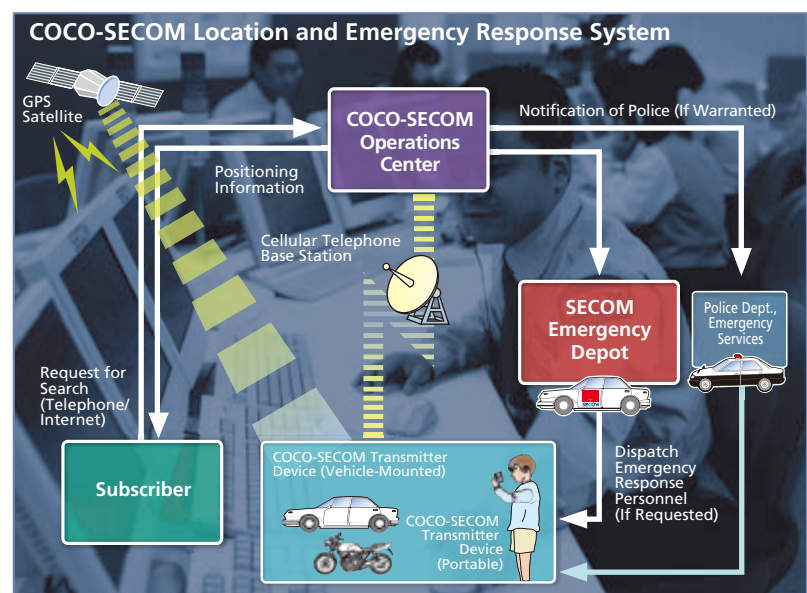 COCO-SECOM Location and Emergency Response System
GPS
Satellite
COCO-SECOM
Operations
Center
Notification of Police (If Warranted)
Positioning
Information
Cellular Telephone
Base Station
SECOM
Emergency
Depot
Police Dept.,
Emergency
Services
SECOM
Request for
Search
(Telephone/
Internet)
Subscriber
COCO-SECOM Transmitter
Device (Vehicle-Mounted)
COCO-SECOM
Transmitter
Device
(Portable)
Dispatch
Emergency
Response
Personnel
(If Requested)